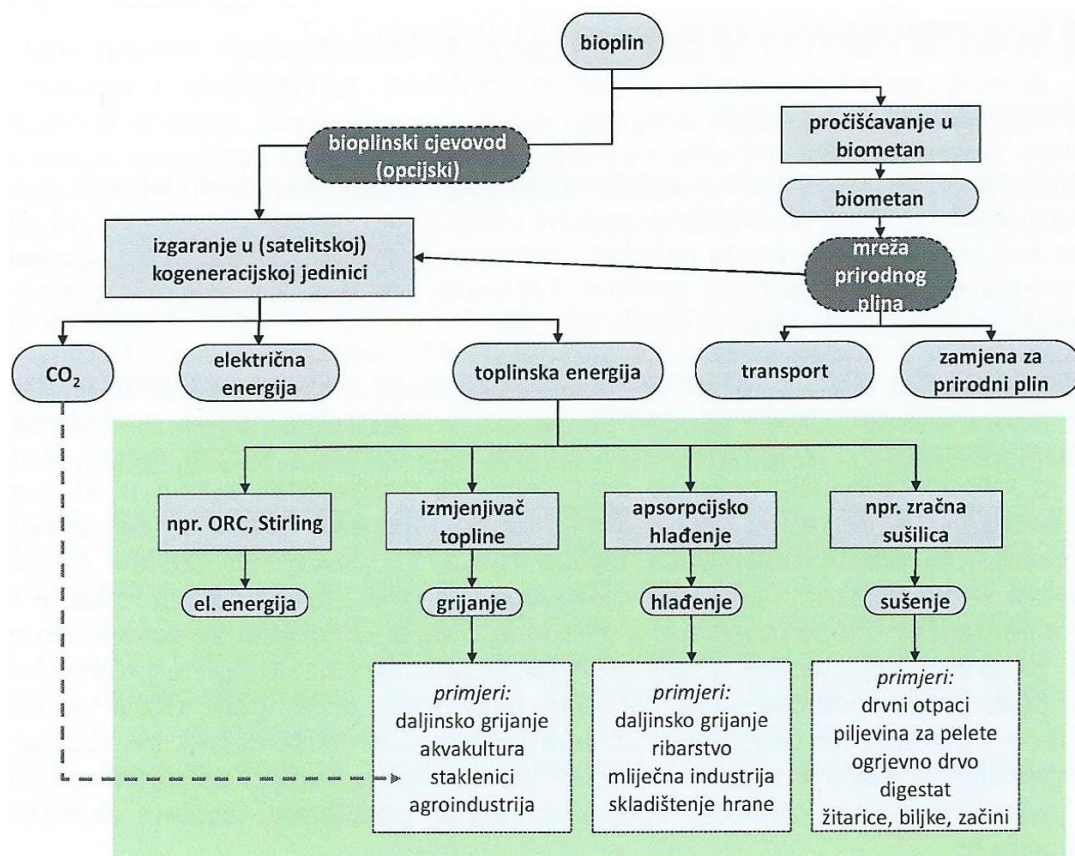 bioplin
bioplinski cjevovod
(opcijski)
pročišćavanje u
biometan
biometan
izgaranje u (satelitskoj)
kogeneracijskoj jedinici
mreža
prirodnog
plina
CO₂
električna
energija
toplinska energija
transport
zamjena za
prirodni plin
npr. ORC, Stirling
izmjenjivač
topline
apsorpcijsko
hlađenje
npr. zračna
sušilica
el. energija
grijanje
hlađenje
sušenje
primjeri:
daljinsko grijanje
akvakultura
staklenici
agroindustrija
primjeri:
daljinsko grijanje
ribarstvo
mliječna industrija
skladištenje hrane
primjeri:
drvni otpaci
piljevina za pelete
ogrjevno drvo
digestat
žitarice, biljke, začini